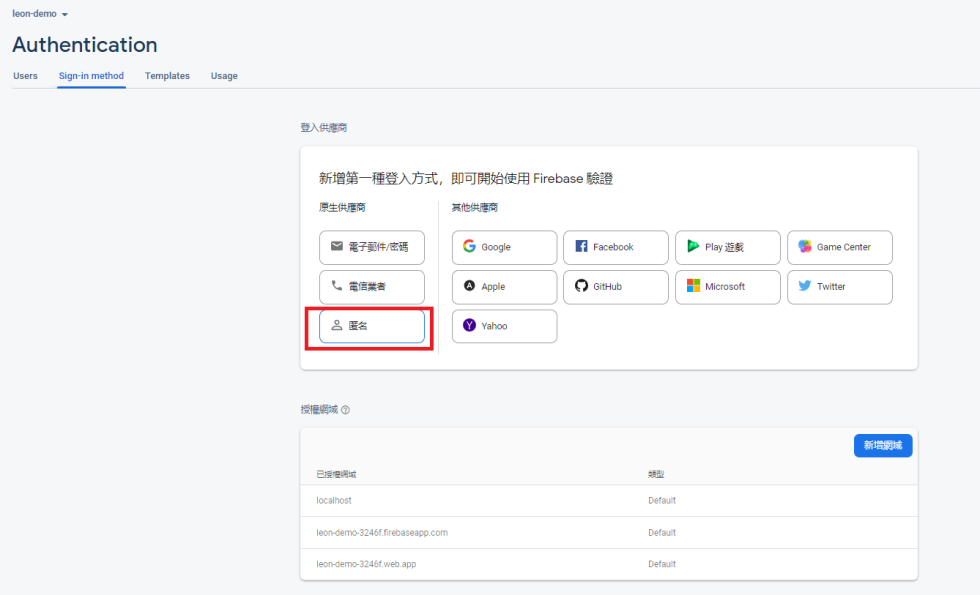 leon-demo
Authentication
Users Sign-in method Templates Usage
登入供應商
新增第一種登入方式，即可開始使用 Firebase 驗證
原生供應商 其他供應商
電子郵件/密碼 Google Facebook Play 遊戲 Game Center
電信業者 Apple GitHub Microsoft Twitter
匿名 Yahoo
授權網域
新增網域
已授權網域 類型
localhost Default
leon-demo-3246f.firebaseapp.com Default
leon-demo-3246f.web.app Default